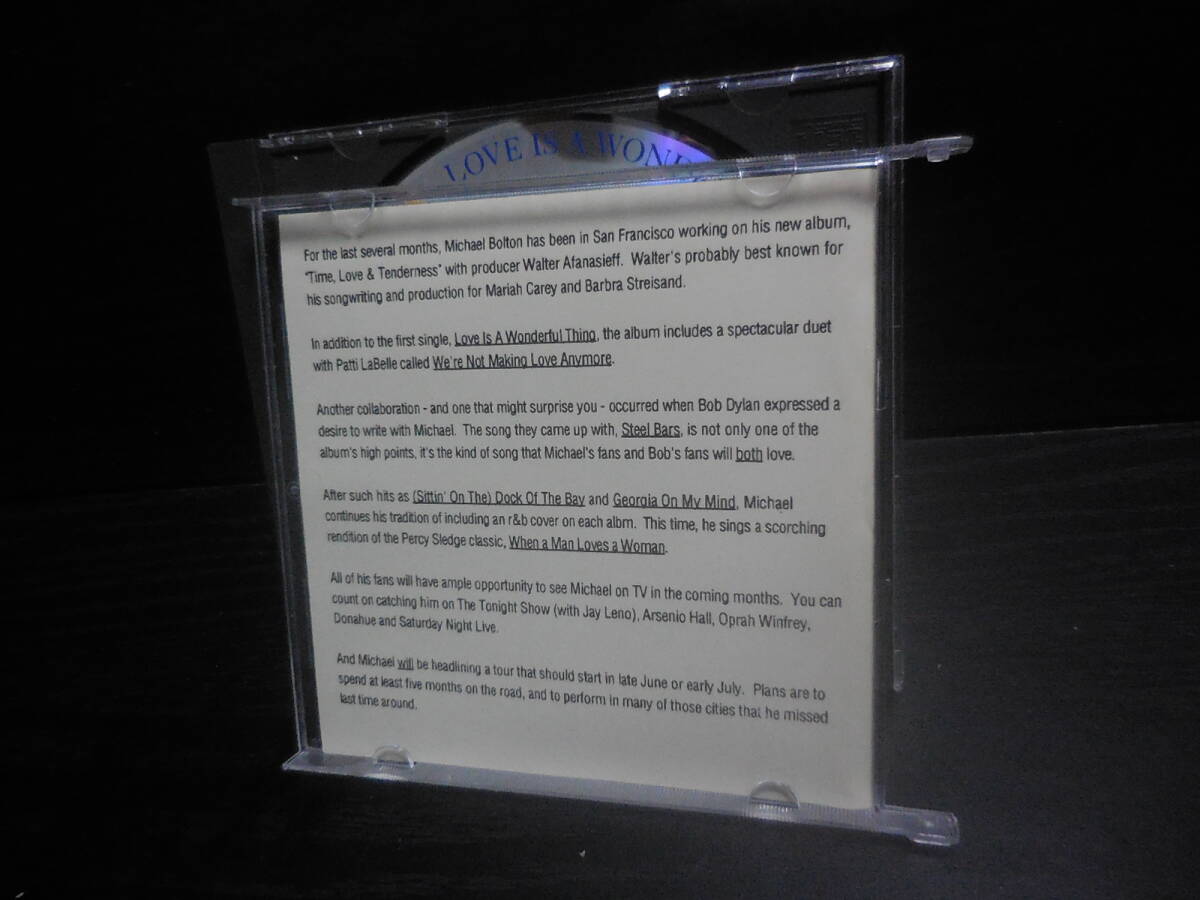 LOVE IS A WOND
For the last several months, Michael Bolton has been in San Francisco working on his new album,
"Time, Love & Tenderness" with producer Walter Afanasieff. Walter's probably best known for
his songwriting and production for Mariah Carey and Barbra Streisand.
In addition to the first single, Love Is A Wonderful Thing, the album includes a spectacular duet
with Patti LaBelle called We're Not Making Love Anymore.
Another collaboration - and one that might surprise you - occurred when Bob Dylan expressed a
desire to write with Michael. The song they came up with, Steel Bars, is not only one of the
album's high points, it's the kind of song that Michael's fans and Bob's fans will both love.
After such hits as (Sittin' On The) Dock Of The Bay and Georgia On My Mind, Michael
continues his tradition of including an r&b cover on each albm. This time, he sings a scorching
rendition of the Percy Sledge classic, When a Man Loves a Woman.
All of his fans will have ample opportunity to see Michael on TV in the coming months. You can
count on catching him on The Tonight Show (with Jay Leno), Arsenio Hall, Oprah Winfrey,
Donahue and Saturday Night Live.
And Michael will be headlining a tour that should start in late June or early July. Plans are to
spend at least five months on the road, and to perform in many of those cities that he missed
last time around.